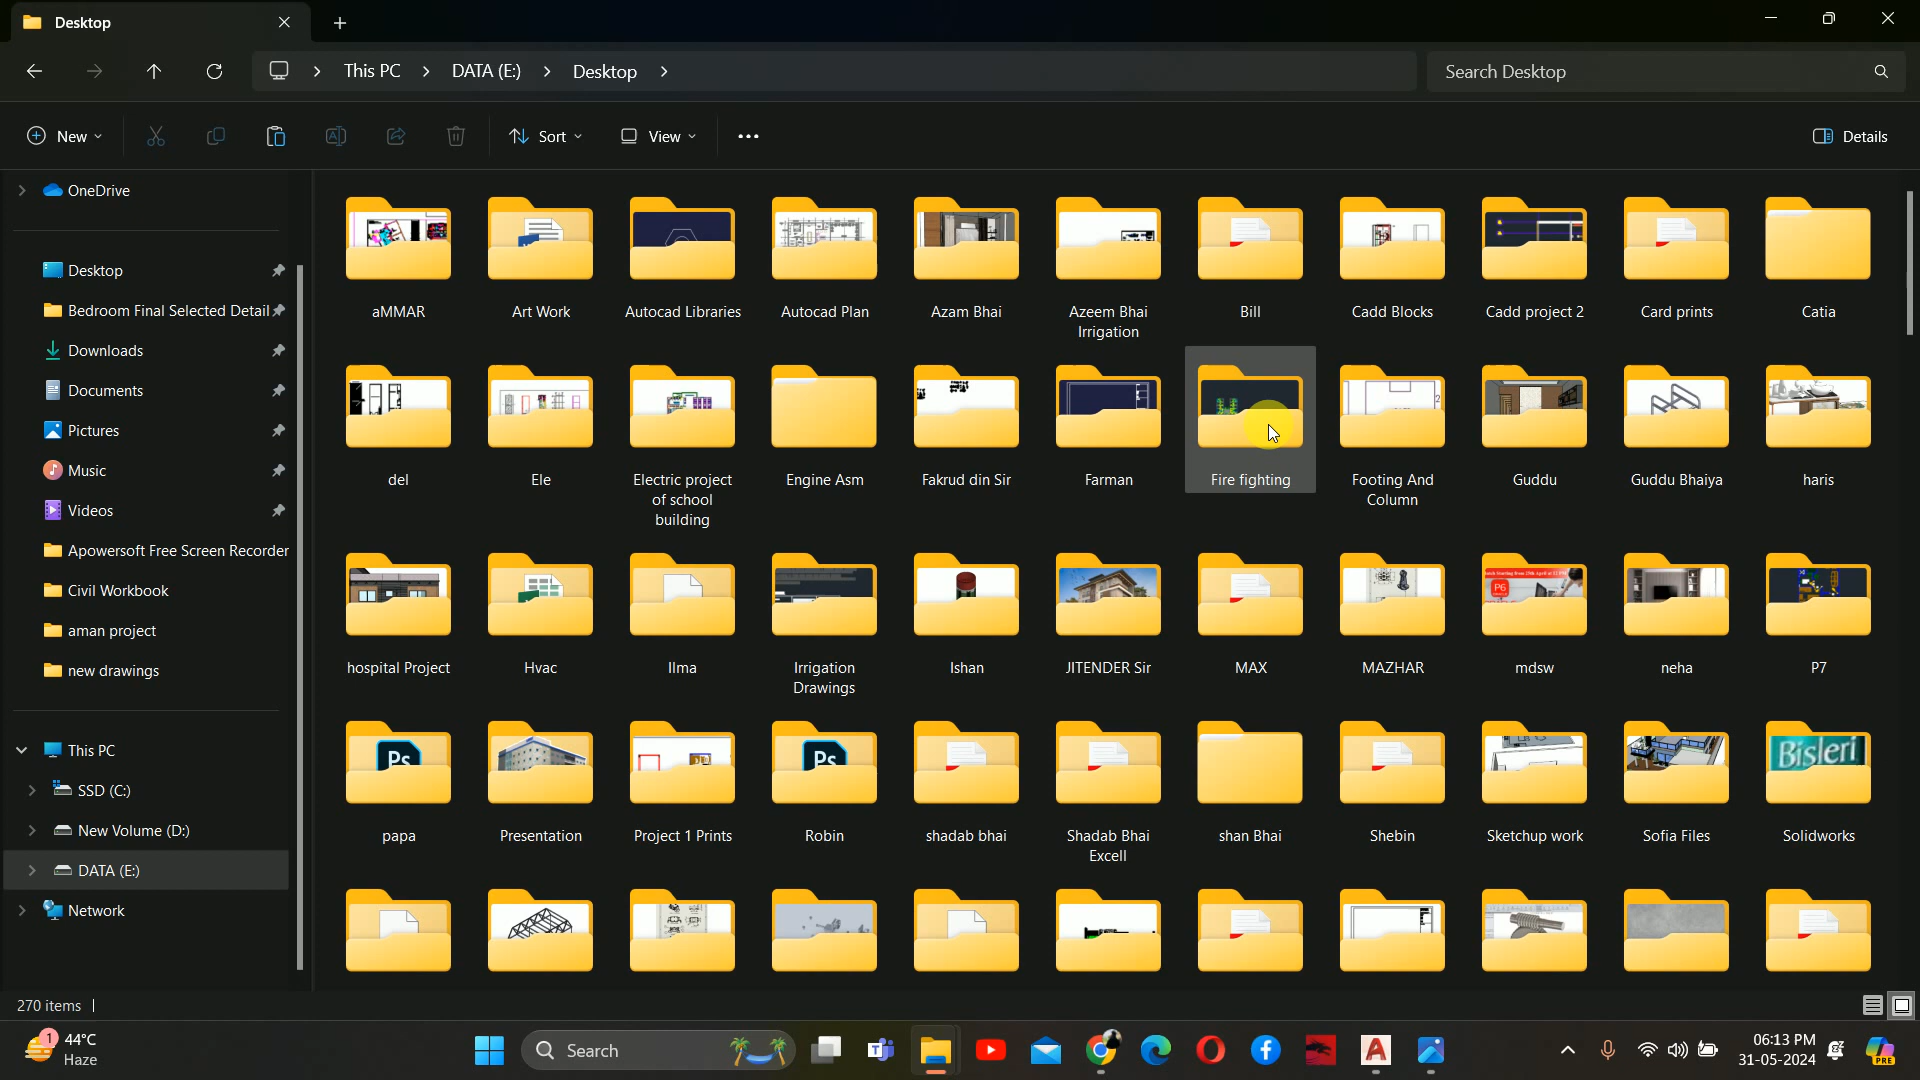 Desktop
This PC
DATA (E:)
Desktop
Search Desktop
New
Sort
View
Details
OneDrive
Desktop
Bedroom Final Selected Detail
Downloads
Documents
Pictures
Music
Videos
Apowersoft Free Screen Recorder
Civil Workbook
aman project
new drawings
This PC
SSD (C:)
New Volume (D:)
DATA (E:)
Network
aMMAR
Art Work
Autocad Libraries
Autocad Plan
Azam Bhai
Azeem Bhai
Irrigation
Bill
Cadd Blocks
Cadd project 2
Card prints
Catia
del
Ele
Electric project
of school
building
Engine Asm
Fakrud din Sir
Farman
Fire fighting
Footing And
Column
Guddu
Guddu Bhaiya
haris
hospital Project
Hvac
Ilma
Irrigation
Drawings
Ishan
JITENDER Sir
MAX
MAZHAR
P6
mdsw
neha
P7
Ps
papa
Presentation
Project 1 Prints
Ps
Robin
shadab bhai
Shadab Bhai
Excell
shan Bhai
Shebin
Sketchup work
Sofia Files
Bisleri
Solidworks
270 items
1
44°C
Haze
Search
06:13 PM
31-05-2024
PRE